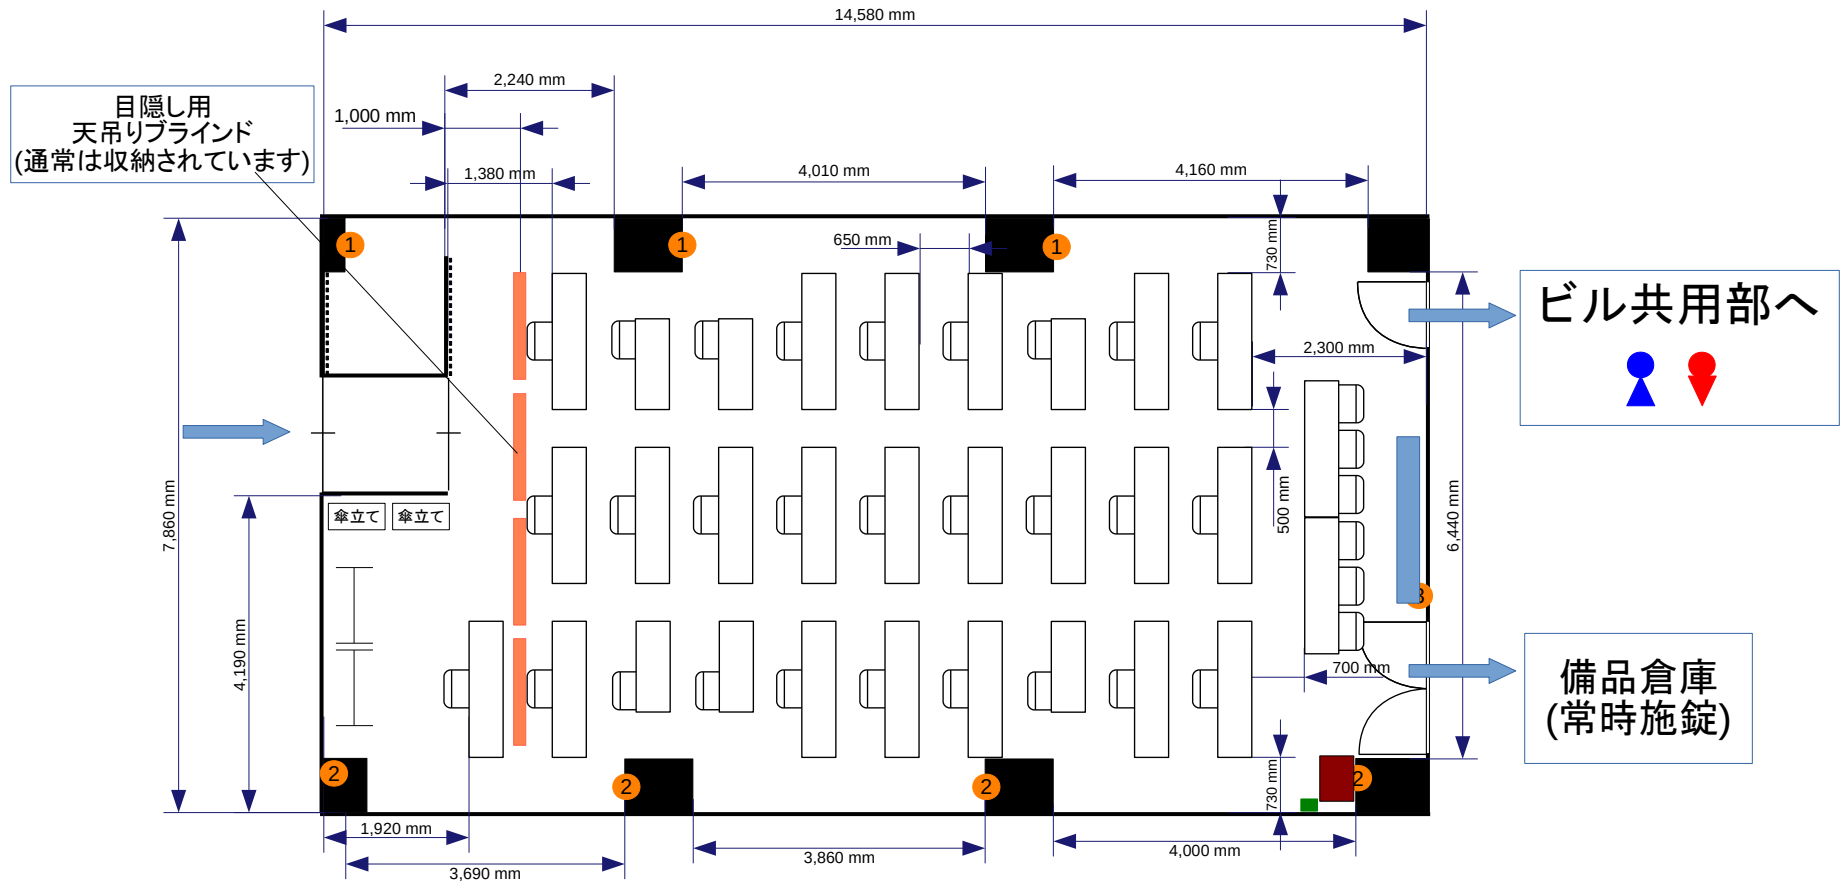 14,580 mm
2,240 mm
目隠し用
天吊りブラインド
(通常は収納されています)
1,000 mm
1,380 mm
4,010 mm
4,160 mm
650 mm
730 mm
1
1
1
ビル共用部へ
2,300 mm
7,860 mm
傘立て
傘立て
500 mm
6,440 mm
3
4,190 mm
700 mm
備品倉庫
(常時施錠)
2
2
2
2
730 mm
1,920 mm
3,690 mm
3,860 mm
4,000 mm